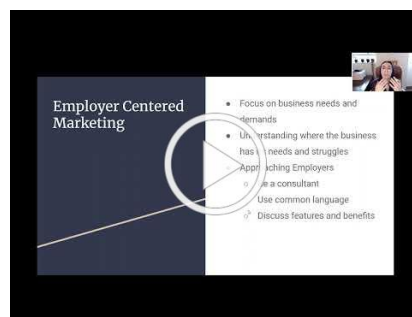 Employer Centered
Marketing
● Focus on business needs and
demands
● Understanding where the business
has needs and struggles
Approaching Employers
○ a consultant
Use common language
○ Discuss features and benefits